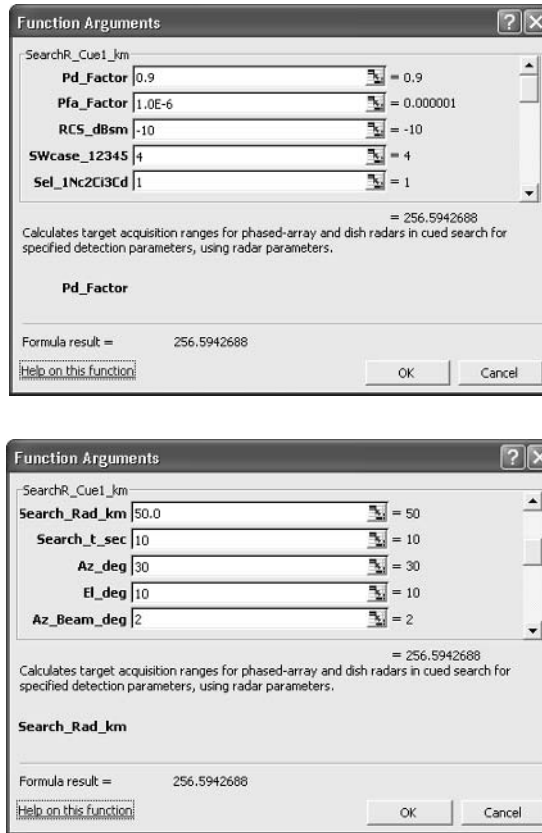 Function Arguments
SearchR_Cue1_km
Pd_Factor 0.9 = 0.9
Pfa_Factor 1.0E-6 = 0.000001
RCS_dBsm -10 = -10
SWcase_12345 4 = 4
Sel_1Nc2Ci3Cd 1 = 1
= 256.5942688
Calculates target acquisition ranges for phased-array and dish radars in cued search for
specified detection parameters, using radar parameters.
Pd_Factor
Formula result = 256.5942688
Help on this function OK Cancel
Function Arguments
SearchR_Cue1_km
Search_Rad_km 50.0 = 50
Search_t_sec 10 = 10
Az_deg 30 = 30
El_deg 10 = 10
Az_Beam_deg 2 = 2
= 256.5942688
Calculates target acquisition ranges for phased-array and dish radars in cued search for
specified detection parameters, using radar parameters.
Search_Rad_km
Formula result = 256.5942688
Help on this function OK Cancel